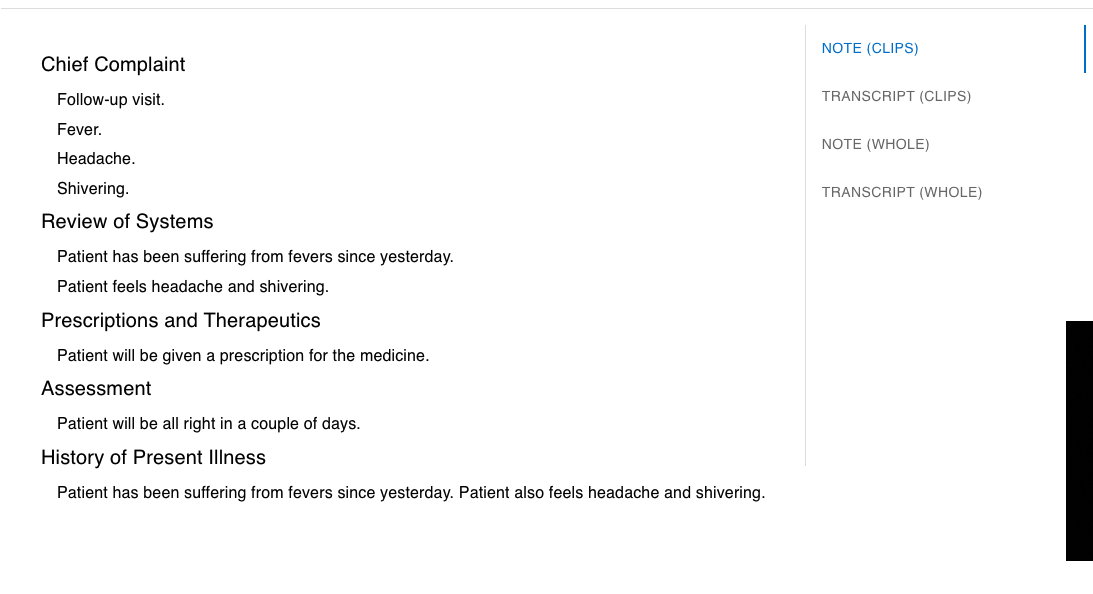 Chief Complaint
Follow-up visit.
Fever.
Headache.
Shivering.
Review of Systems
Patient has been suffering from fevers since yesterday.
Patient feels headache and shivering.
Prescriptions and Therapeutics
Patient will be given a prescription for the medicine.
Assessment
Patient will be all right in a couple of days.
History of Present Illness
Patient has been suffering from fevers since yesterday. Patient also feels headache and shivering.
NOTE (CLIPS)
TRANSCRIPT (CLIPS)
NOTE (WHOLE)
TRANSCRIPT (WHOLE)